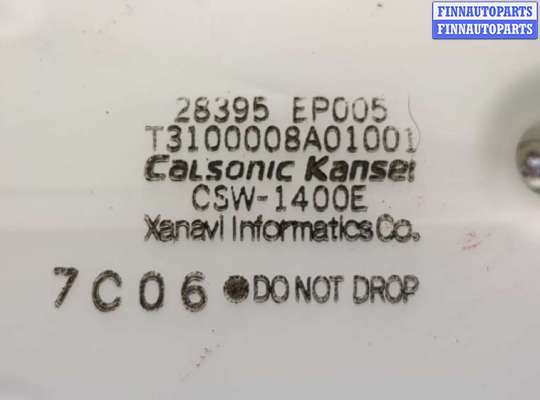 FINNAUTOPARTS
FINNAUTOPARTS
28395 EP005
T3100008A01001
CaLsonic Kansei
CSW-1400E
Xanavi Informatics Co.
7C06 ● DO NOT DROP